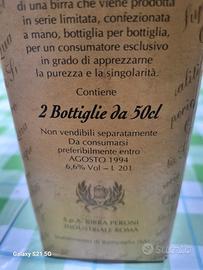 di una birra che viene prodotta
in serie limitata, confezionata
a mano, bottiglia per bottiglia,
per un consumatore esclusivo
in grado di apprezzarne
la purezza e la singolarità.
Contiene
2 Bottiglie da 50cl
Non vendibili separatamente
Da consumarsi
preferibilmente entro
AGOSTO 1994
6,6% Vol – L 201
S.p.A. BIRRA PERONI
INDUSTRIALE ROMA
Stabilimento di
Galaxy S21 5G